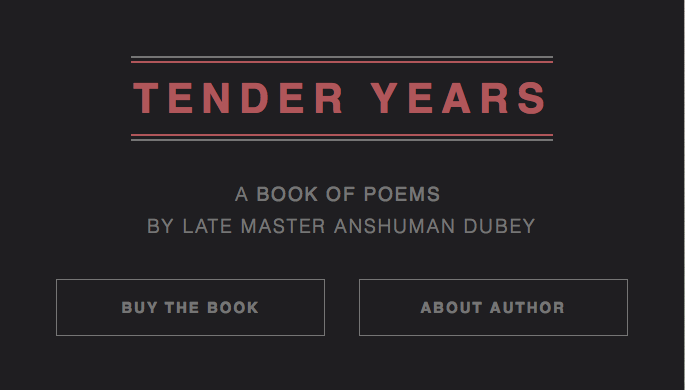 TENDER YEARS
A BOOK OF POEMS
BY LATE MASTER ANSHUMAN DUBEY
BUY THE BOOK
ABOUT AUTHOR